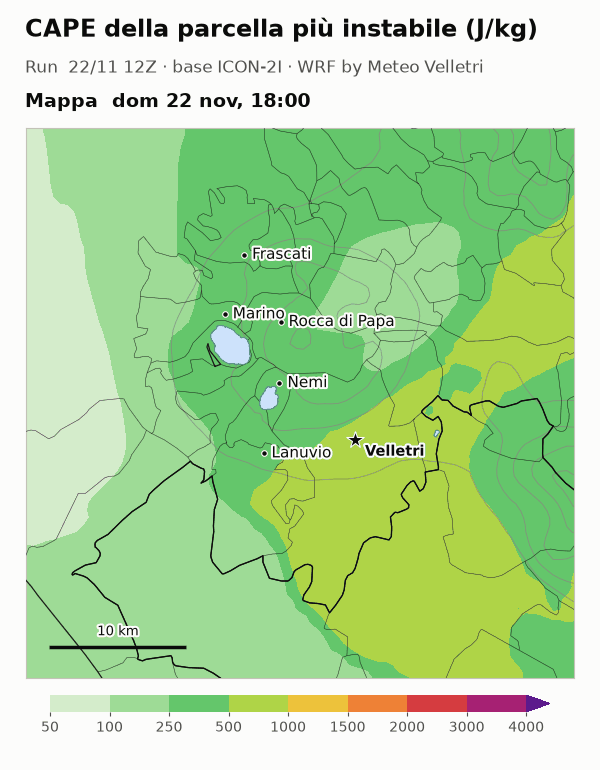 CAPE della parcella più instabile (J/kg)
Run  22/11 12Z · base ICON-2I · WRF by Meteo Velletri
Mappa  dom 22 nov, 18:00
Frascati
Marino
Rocca di Papa
Nemi
Velletri
Lanuvio
10 km
50 100 250 500 1000 1500 2000 3000 4000